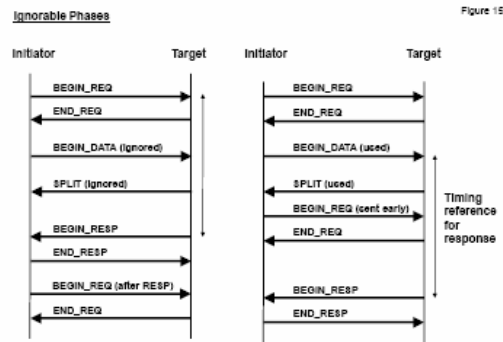 Ignorable Phases
Figure 15
Initiator Target Initiator Target
BEGIN_REQ
END_REQ
BEGIN_DATA (ignored)
SPLIT (ignored)
BEGIN_RESP
END_RESP
BEGIN_REQ (after RESP)
END_REQ
BEGIN_REQ
END_REQ
BEGIN_DATA (used)
SPLIT (used)
BEGIN_REQ (sent early)
END_REQ
BEGIN_RESP
END_RESP
Timing
reference
for
response